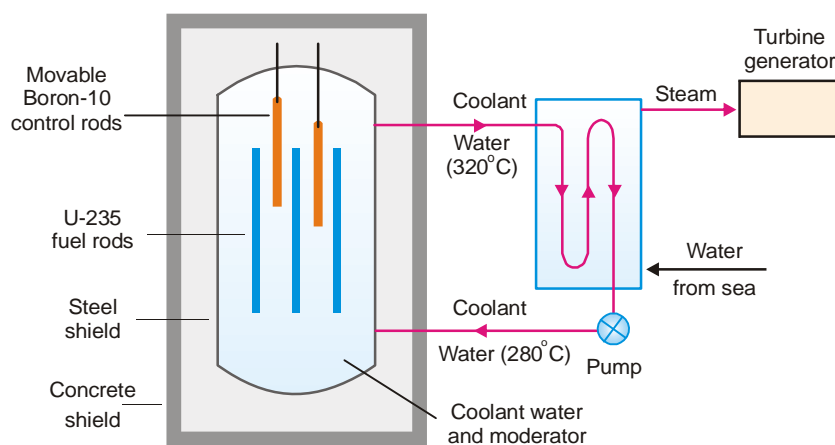 Movable
Boron-10
control rods
U-235
fuel rods
Steel
shield
Concrete
shield
Coolant
Water
(320°C)
Steam
Turbine
generator
Water
from sea
Coolant
Water (280°C)
Pump
Coolant water
and moderator